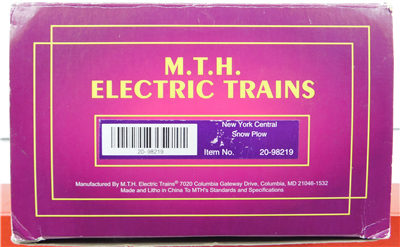 M.T.H.
ELECTRIC TRAINS
New York Central
Snow Plow
20-98219
Item No. 20-98219
Manufactured By M.T.H. Electric Trains® 7020 Columbia Gateway Drive, Columbia, MD 21046-1532
Made and Litho in China To MTH's Standards and Specifications